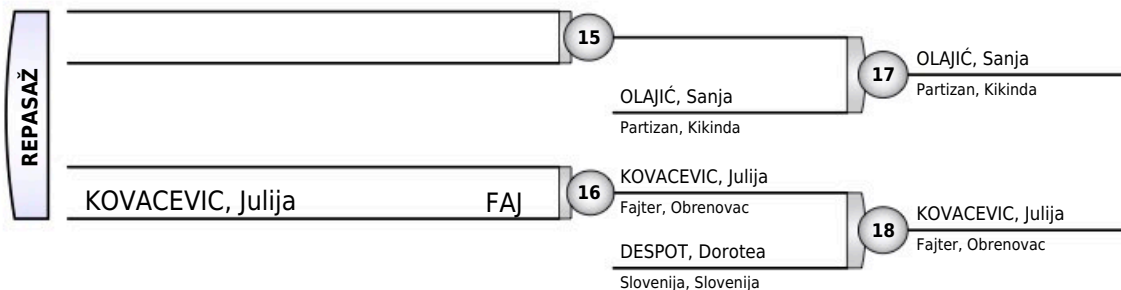 REPASAŽ
15
OLAJIĆ, Sanja
Partizan, Kikinda
17
OLAJIĆ, Sanja
Partizan, Kikinda
KOVACEVIC, Julija FAJ
16
KOVACEVIC, Julija
Fajter, Obrenovac
DESPOT, Dorotea
Slovenija, Slovenija
18
KOVACEVIC, Julija
Fajter, Obrenovac